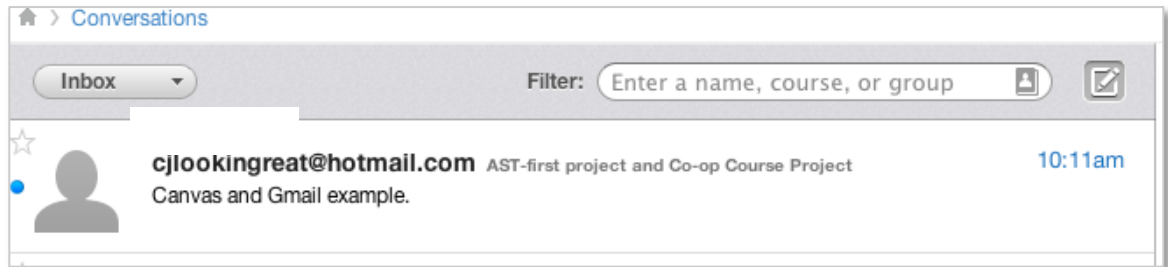 > Conversations
Inbox Filter: Enter a name, course, or group
cjlookingreat@hotmail.com AST-first project and Co-op Course Project 10:11am
Canvas and Gmail example.